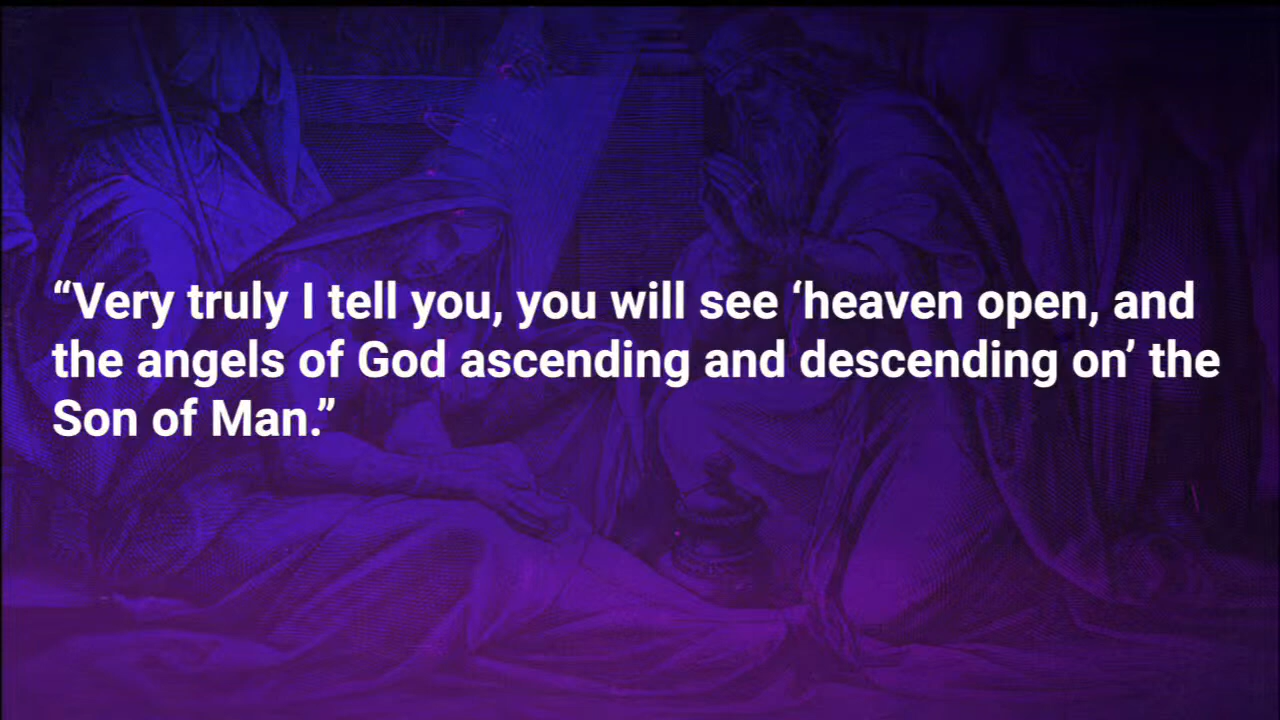 “Very truly I tell you, you will see ‘heaven open, and
the angels of God ascending and descending on’ the
Son of Man.”